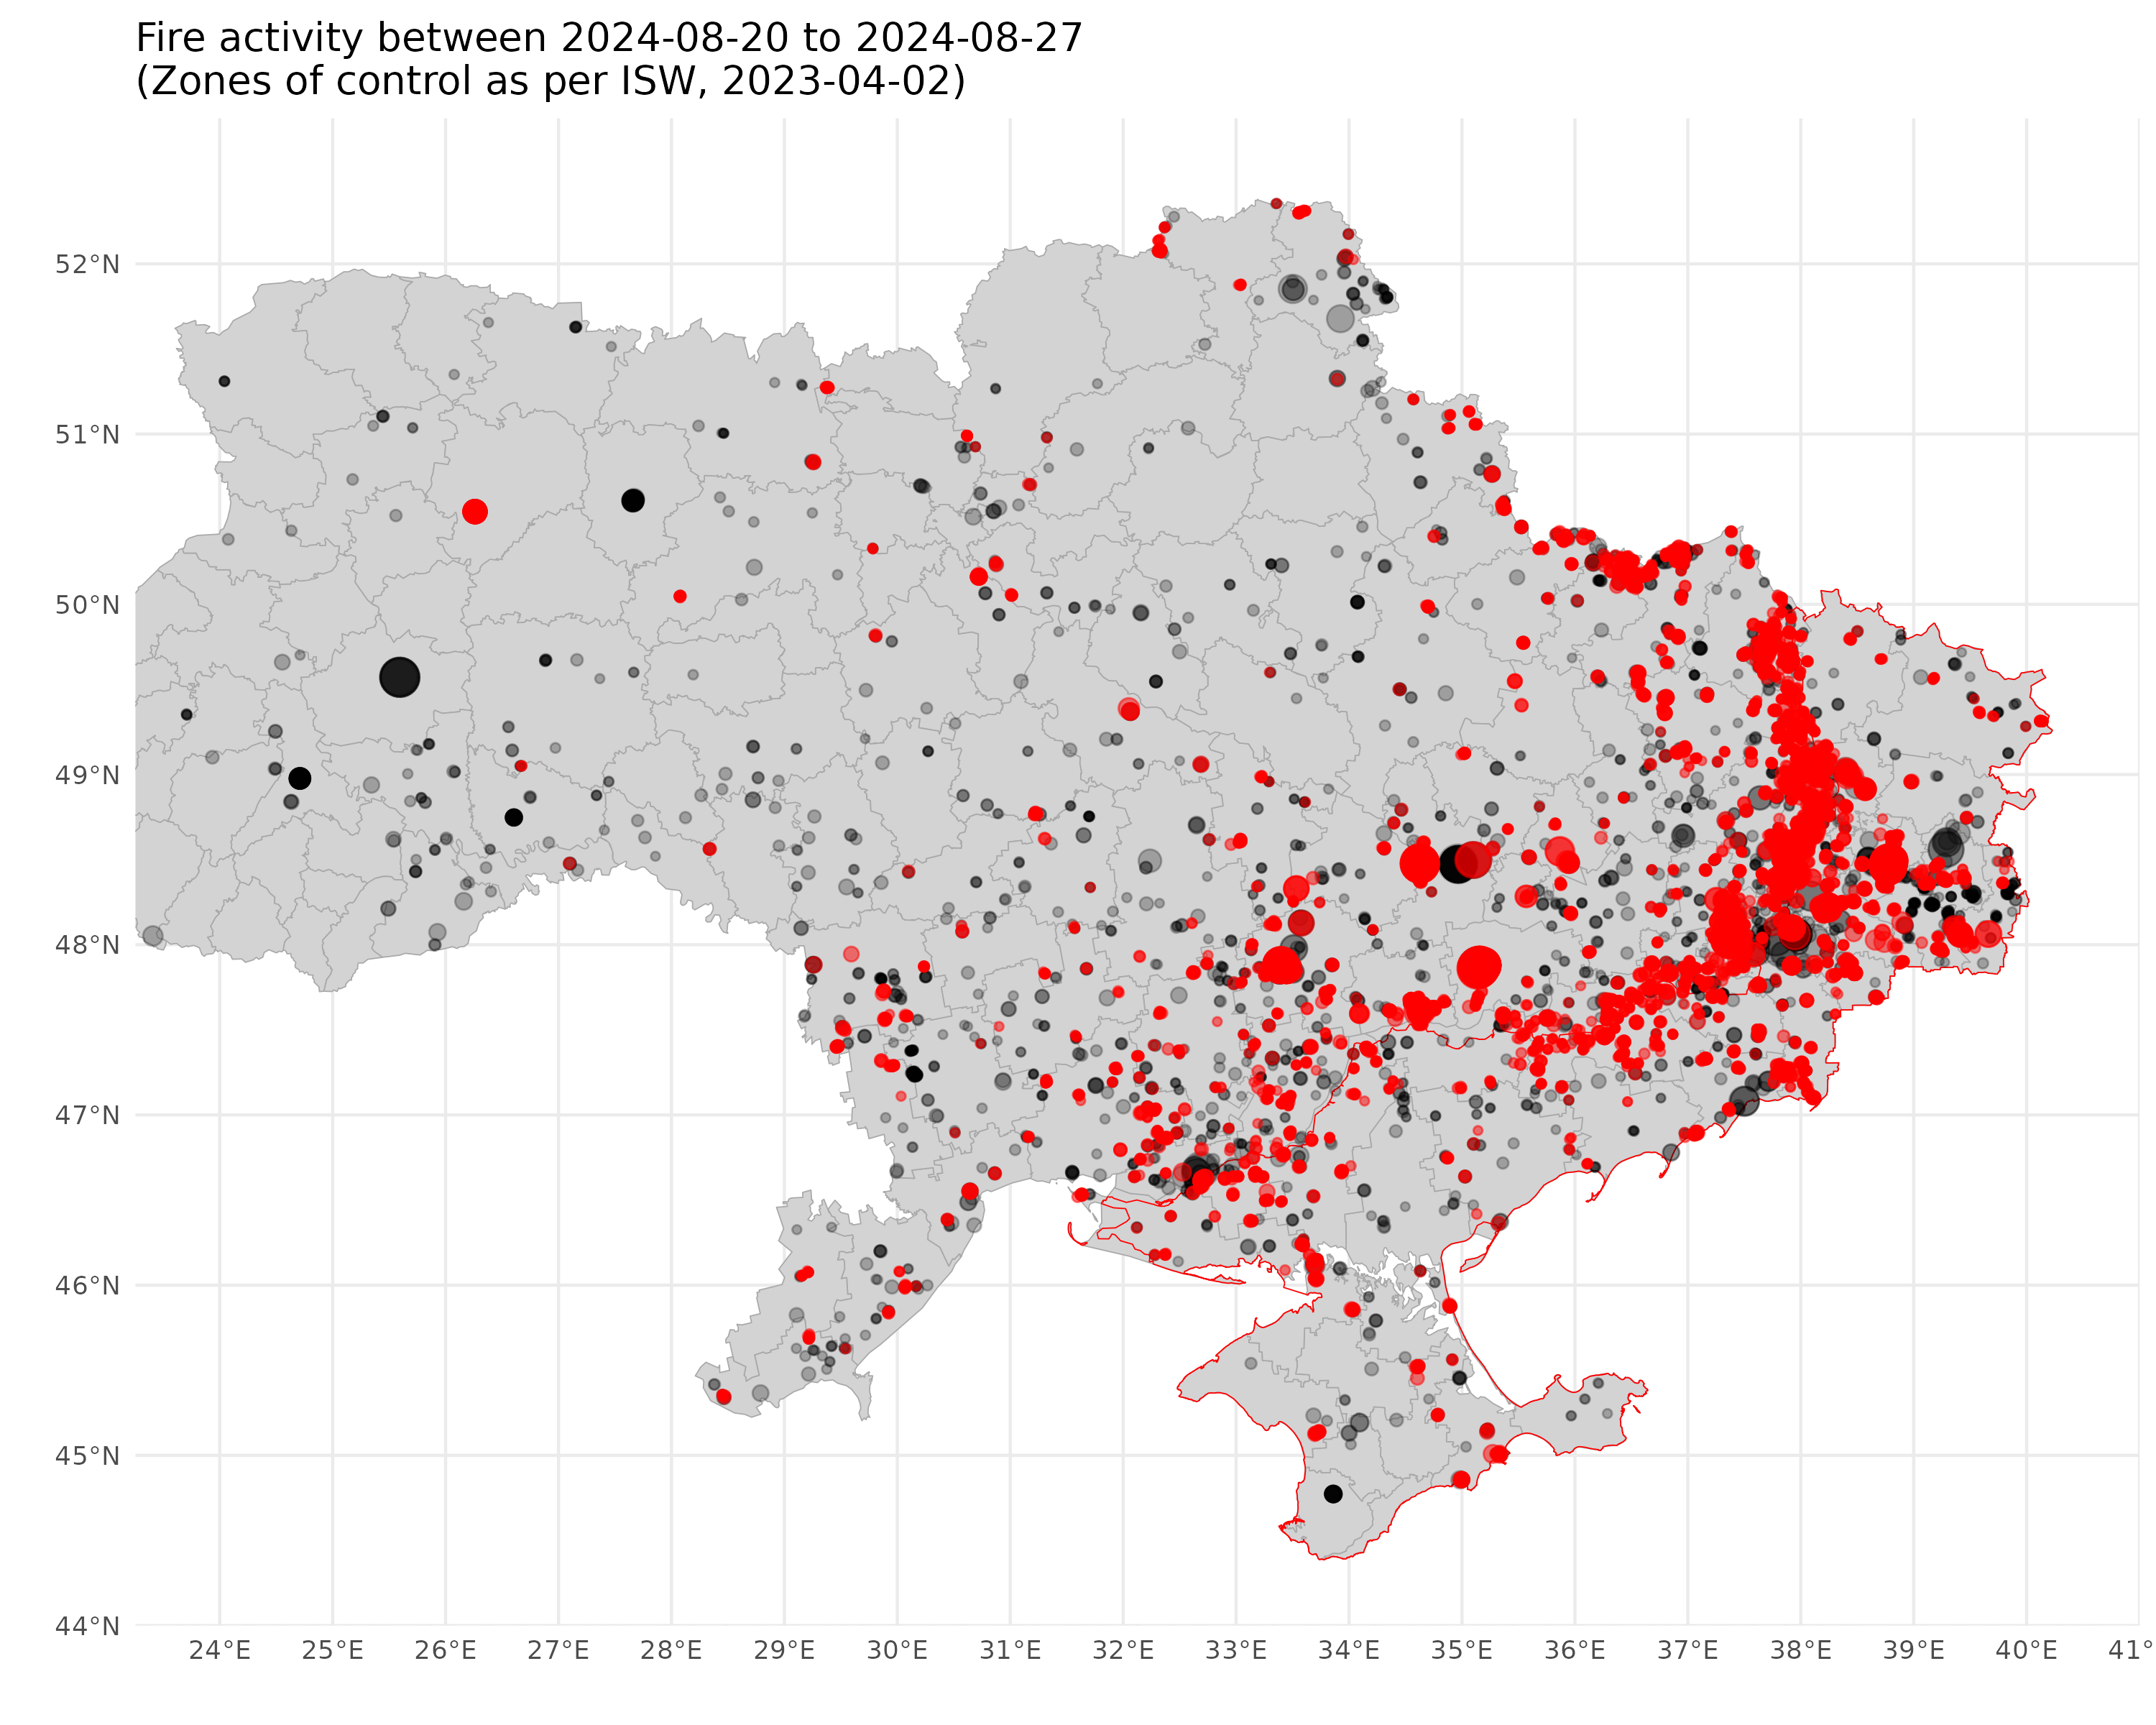 Fire activity between 2024-08-20 to 2024-08-27
(Zones of control as per ISW, 2023-04-02)
52°N
51°N
50°N
49°N
48°N
47°N
46°N
45°N
44°N
24°E 25°E 26°E 27°E 28°E 29°E 30°E 31°E 32°E 33°E 34°E 35°E 36°E 37°E 38°E 39°E 40°E 41°